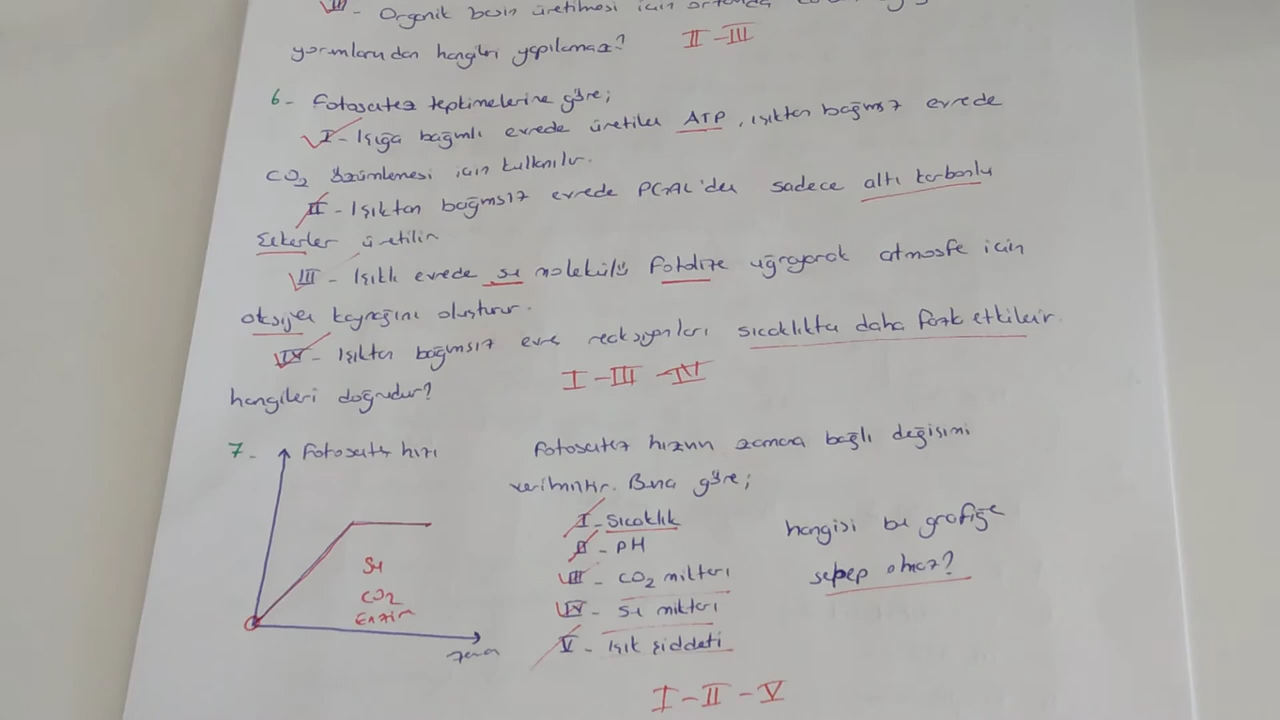 III - Organik besin üretilmesi için ortamda
yorumlarından hangileri yapılamaz? II-III
6- Fotosentez tepkimelerine göre;
I- Işığa bağımlı evrede üretilen ATP, ışıktan bağımsız evrede
CO2 özümlemesi için kullanılır.
II- Işıktan bağımsız evrede PGAL'den sadece altı karbonlu
şekerler üretilir
III- Işıklı evrede su molekülü fotolize uğrayarak atmosfe için
oksijen kaynağını oluşturur.
IV- Işıktan bağımsız evre reaksiyonları sıcaklıkta daha fazk etkilenir.
hangileri doğrudur? I-III-IV
7- Fotosentez hızı
Su
CO2
Enzim
zaman
Fotosentez hızının zamana bağlı değişimi
verilmiştir. Buna göre;
I- Sıcaklık
II- PH
III- CO2 miktarı
IV- Su miktarı
V- Işık şiddeti
hangisi bu grafiğe
sebep olmaz?
I-II-V